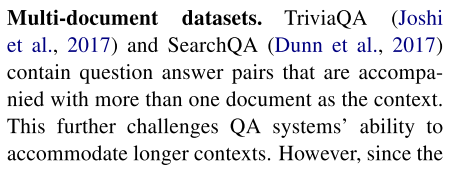 Multi-document datasets. TriviaQA (Joshi
et al., 2017) and SearchQA (Dunn et al., 2017)
contain question answer pairs that are accompa-
nied with more than one document as the context.
This further challenges QA systems' ability to
accommodate longer contexts. However, since the